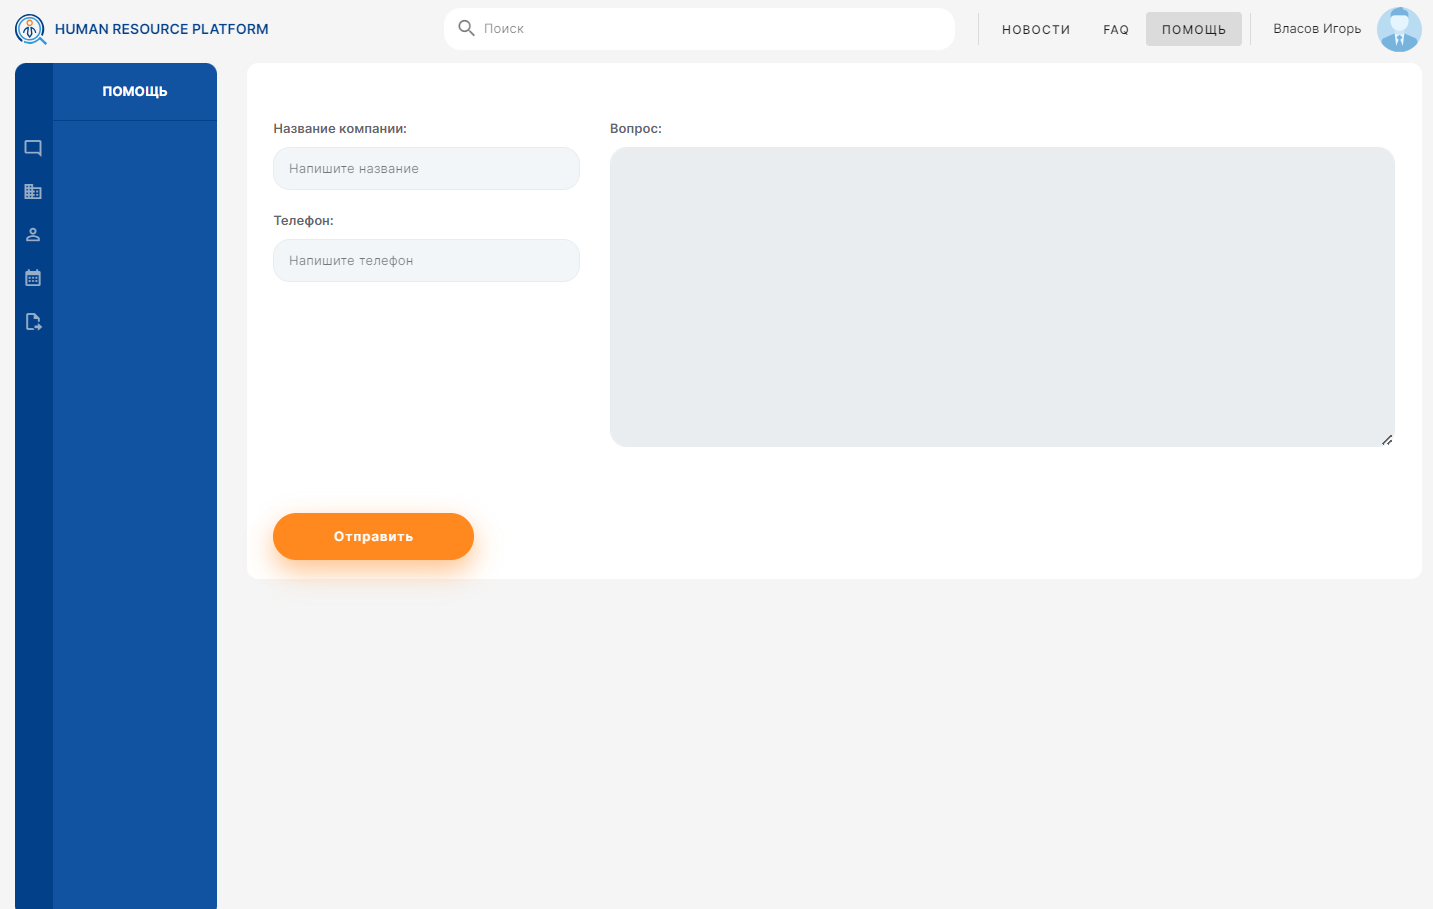 HUMAN RESOURCE PLATFORM
Поиск
НОВОСТИ
FAQ
ПОМОЩЬ
Власов Игорь
ПОМОЩЬ
Название компании:
Напишите название
Телефон:
Напишите телефон
Вопрос:
Отправить